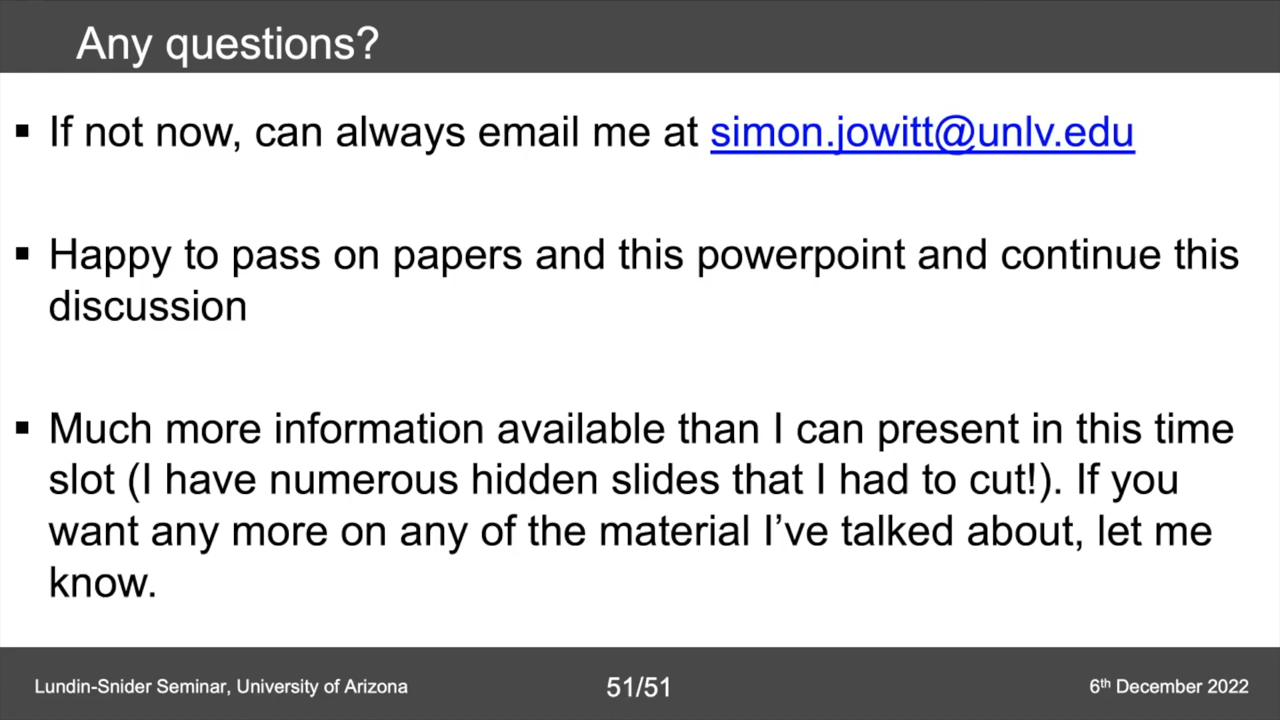 Any questions?
▪ If not now, can always email me at simon.jowitt@unlv.edu
▪ Happy to pass on papers and this powerpoint and continue this
discussion
▪ Much more information available than I can present in this time
slot (I have numerous hidden slides that I had to cut!). If you
want any more on any of the material I’ve talked about, let me
know.
Lundin-Snider Seminar, University of Arizona
51/51
6th December 2022